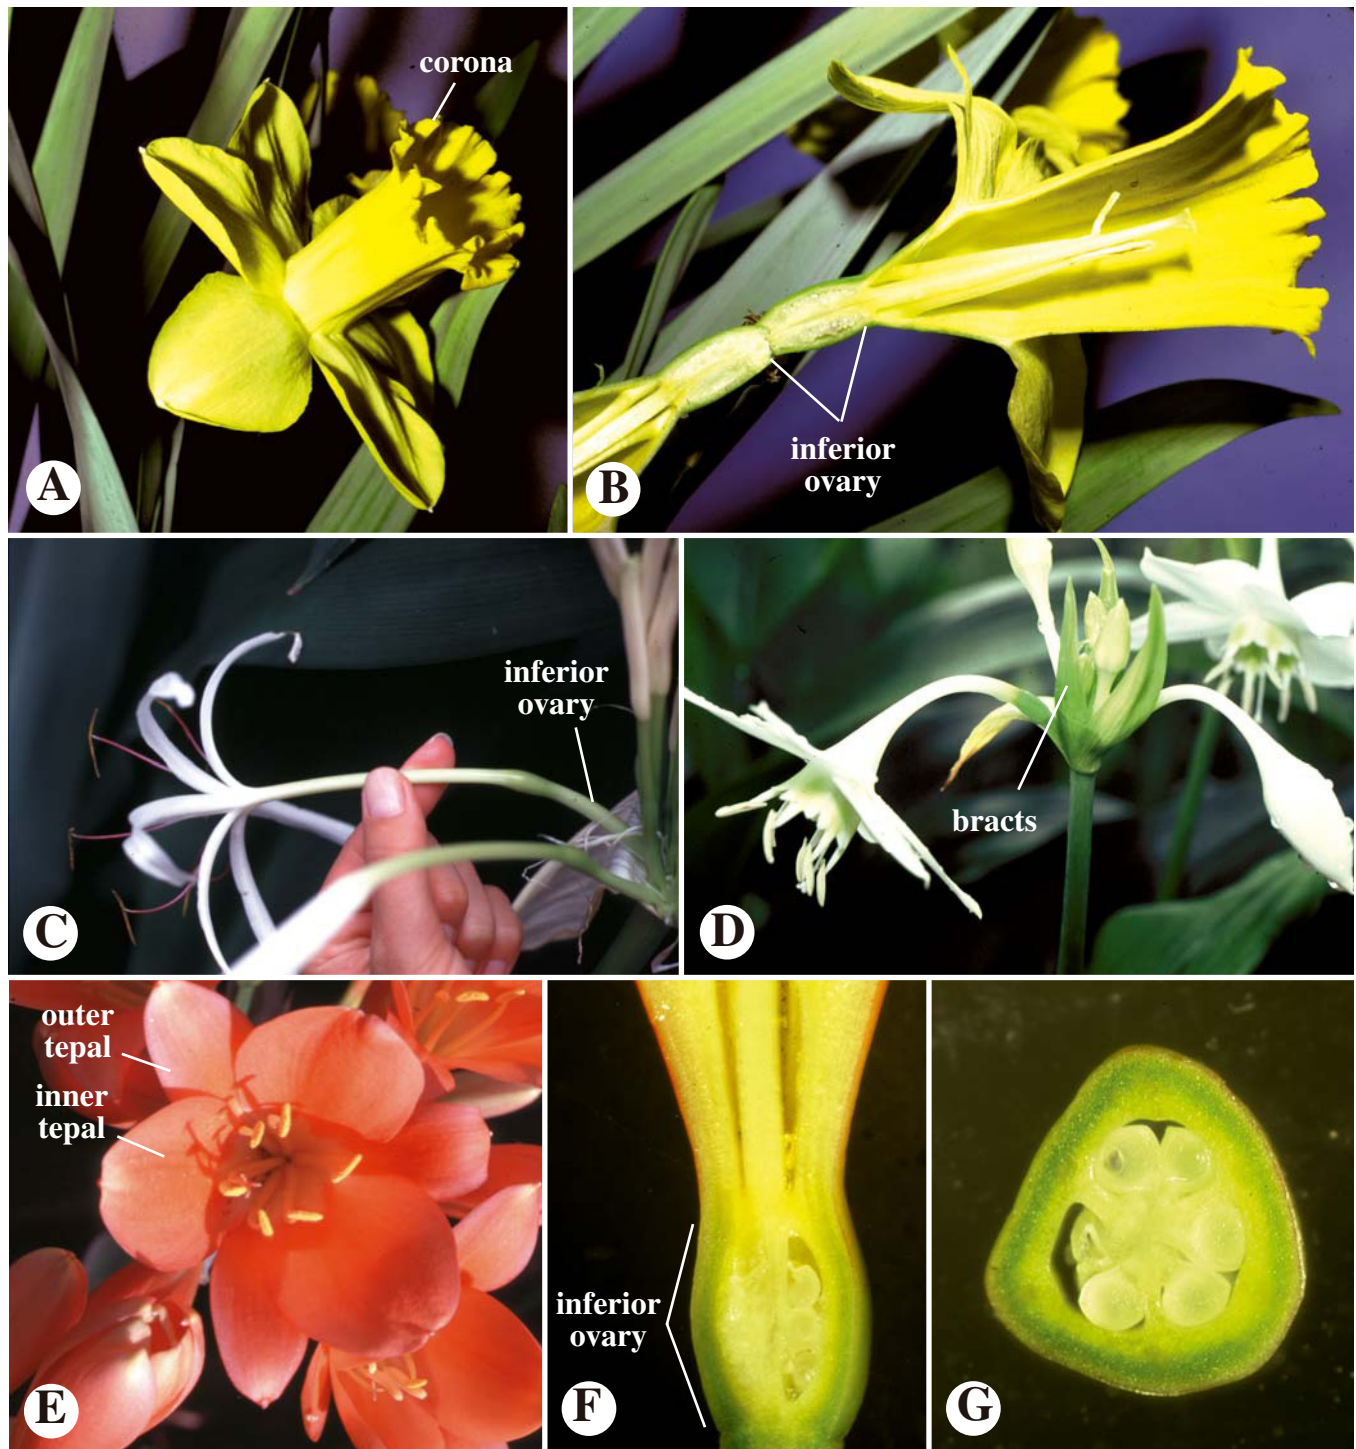 corona
A
inferior
ovary
B
inferior
ovary
C
bracts
D
outer
tepal
inner
tepal
E
inferior
ovary
F
G